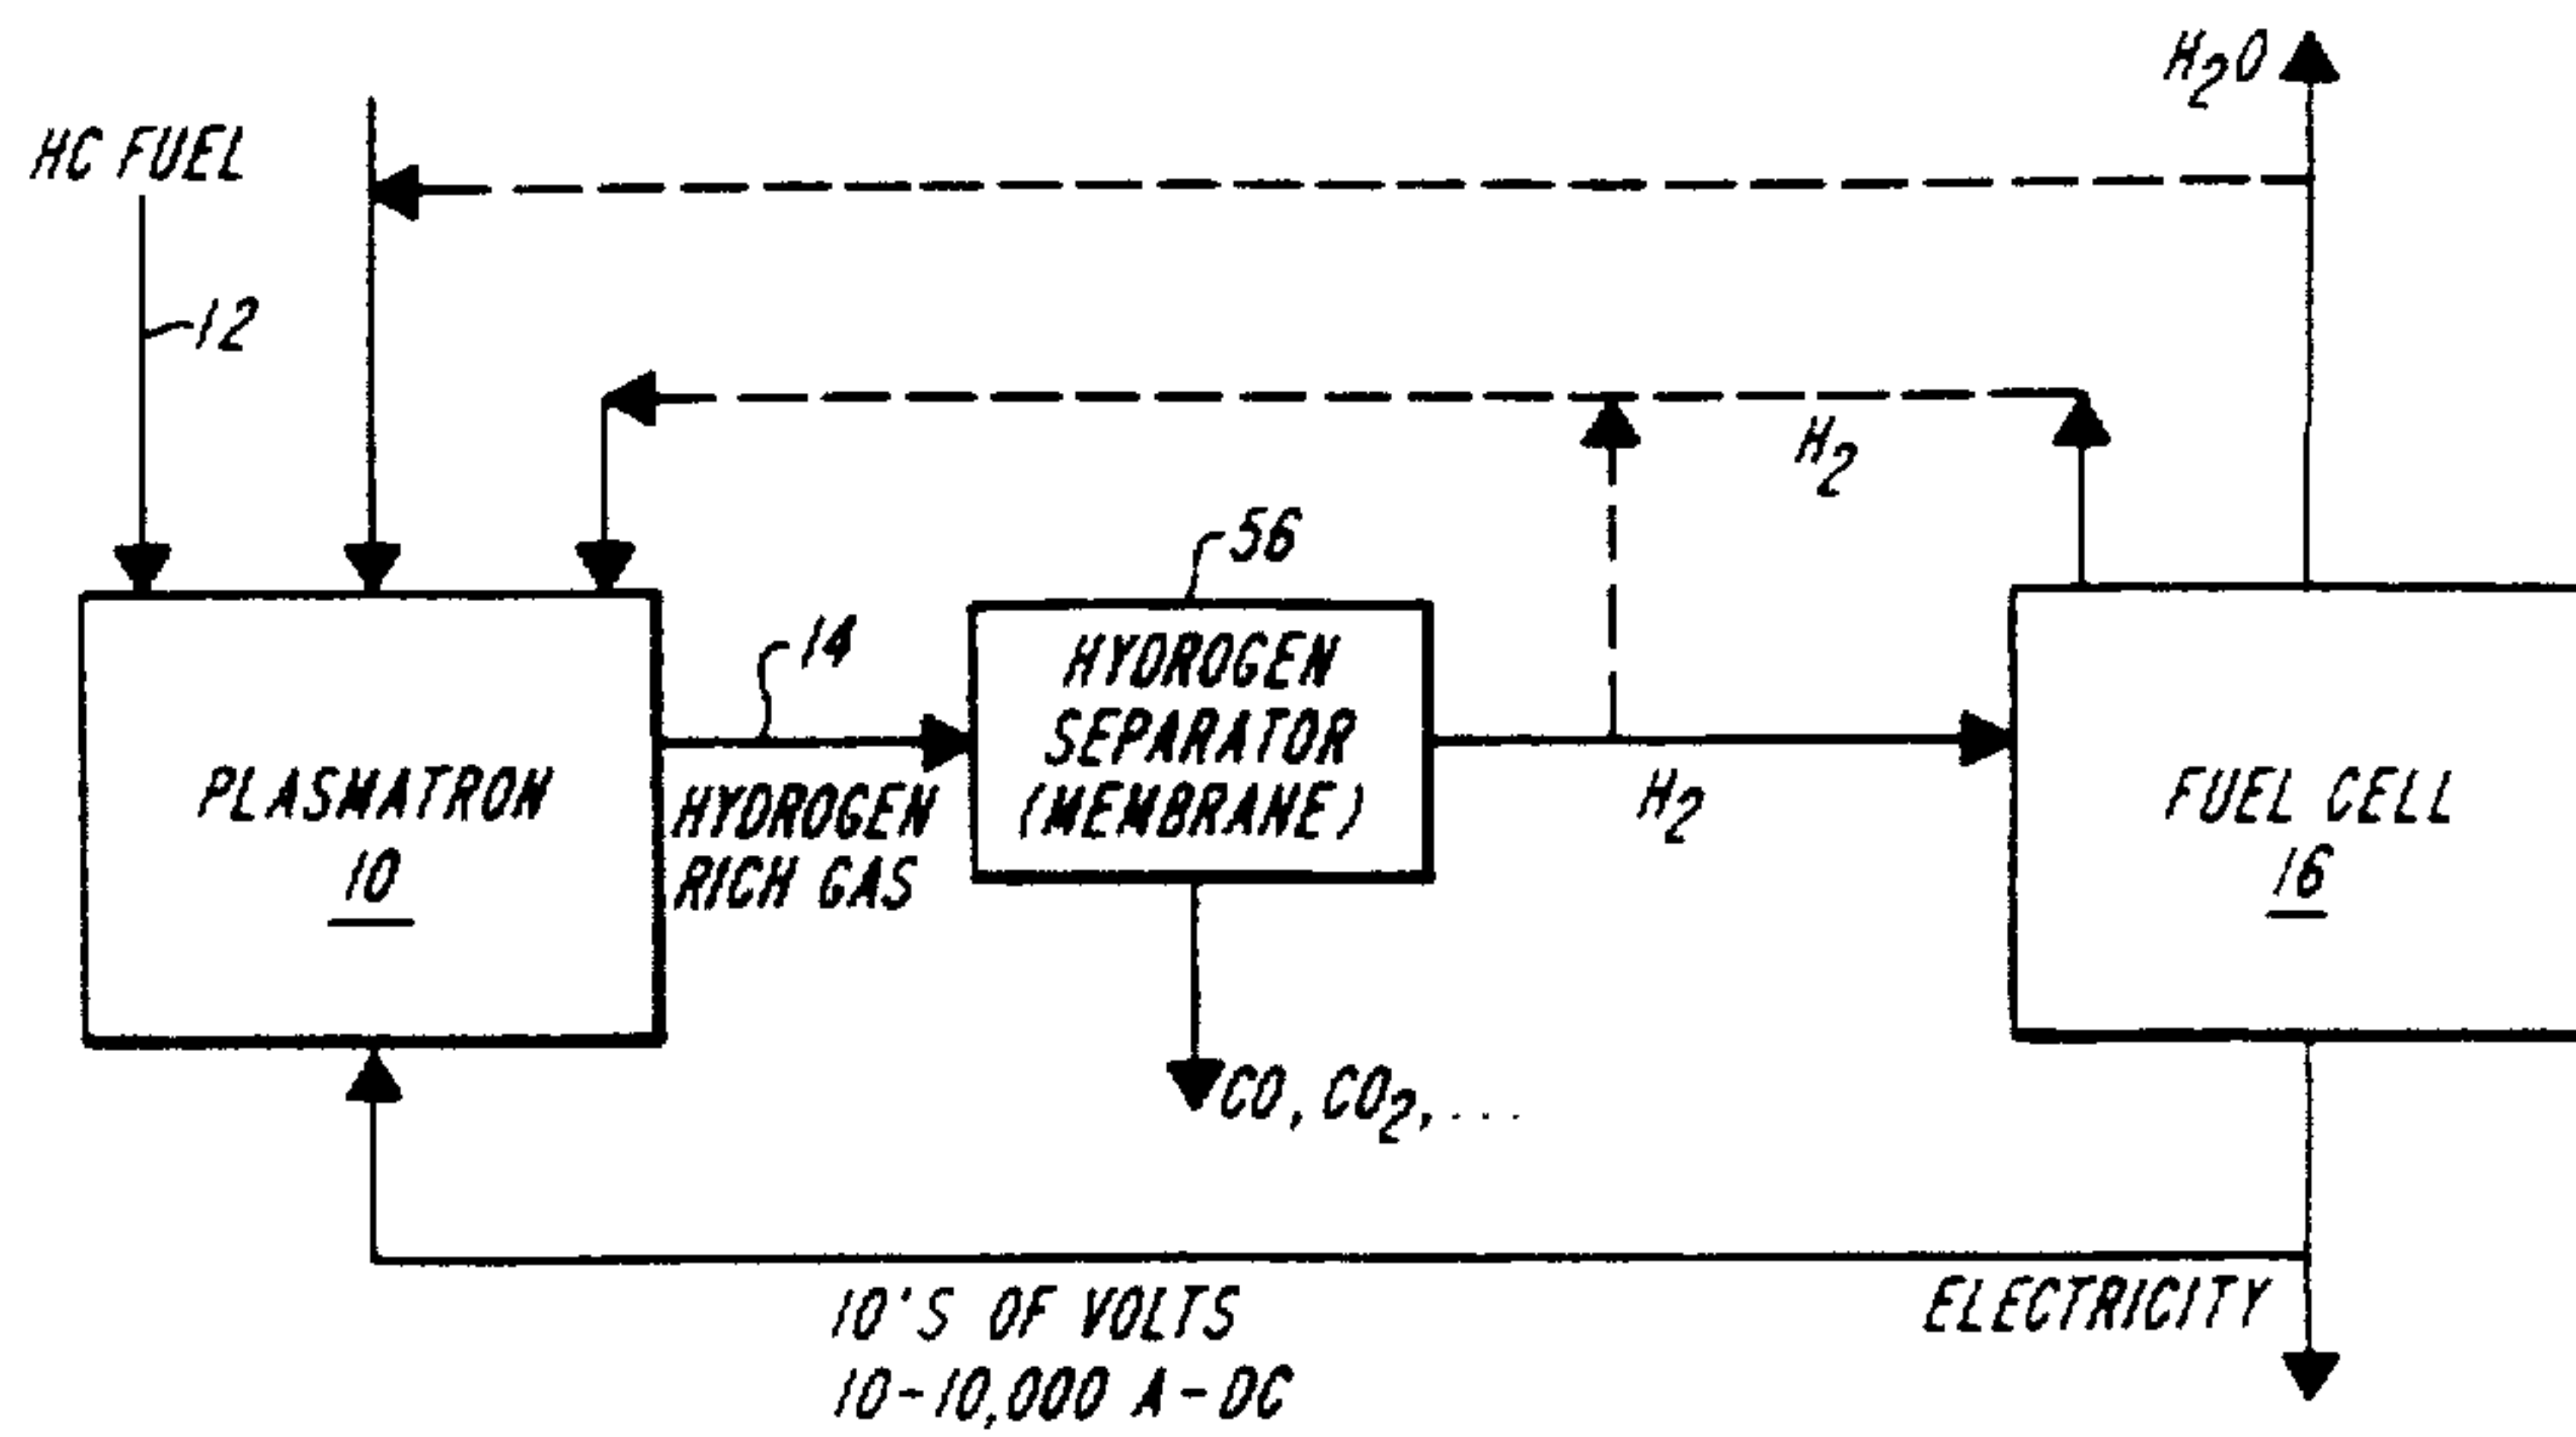 H2O
HC FUEL
12
H2
56
14
HYDROGEN
SEPARATOR
(MEMBRANE)
PLASMATRON
10
HYDROGEN
RICH GAS
H2
FUEL CELL
16
CO, CO2, ...
10'S OF VOLTS
10-10,000 A-DC
ELECTRICITY